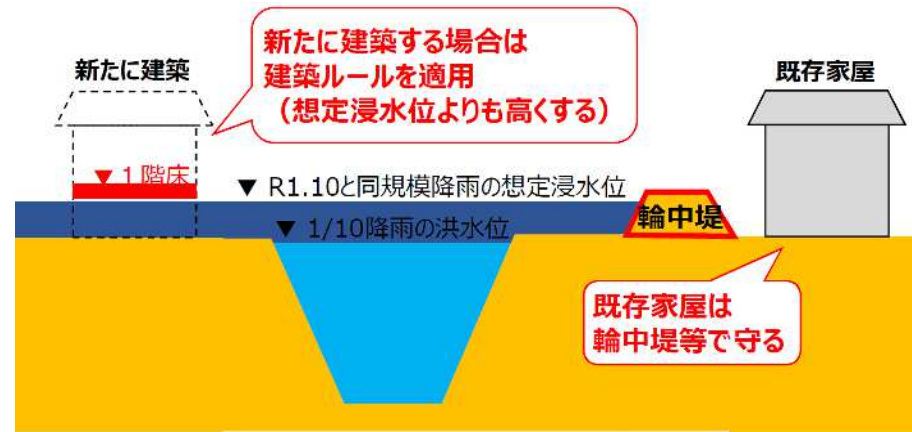 新たに建築する場合は
建築ルールを適用
（想定浸水位よりも高くする）
新たに建築
既存家屋
▼1階床
▼ R1.10と同規模降雨の想定浸水位
▼ 1/10降雨の洪水位
輪中堤
既存家屋は
輪中堤等で守る